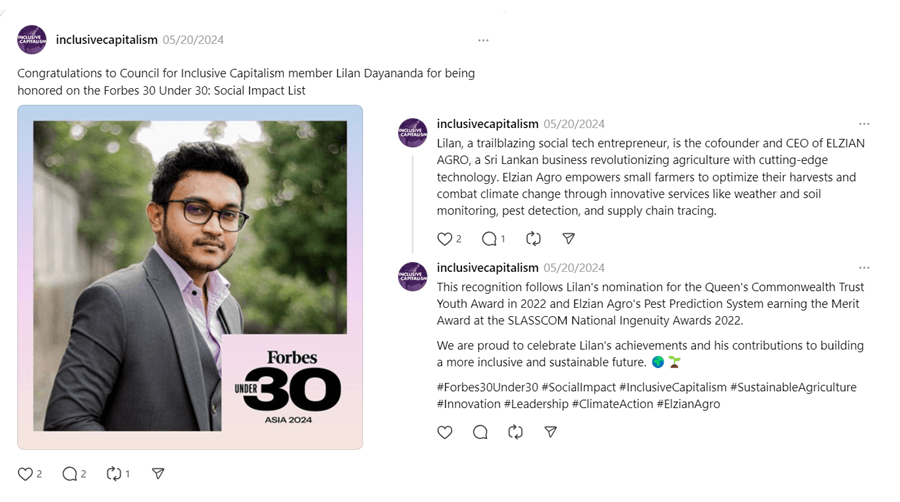 inclusivecapitalism 05/20/2024
Congratulations to Council for Inclusive Capitalism member Lilan Dayananda for being
honored on the Forbes 30 Under 30: Social Impact List
INCLUSIVE
CAPITALISM
Forbes
UNDER 30
ASIA 2024
2 2 1
inclusivecapitalism 05/20/2024
INCLUSIVE
CAPITALISM
Lilan, a trailblazing social tech entrepreneur, is the cofounder and CEO of ELZIAN
AGRO, a Sri Lankan business revolutionizing agriculture with cutting-edge
technology. Elzian Agro empowers small farmers to optimize their harvests and
combat climate change through innovative services like weather and soil
monitoring, pest detection, and supply chain tracing.
2 1
inclusivecapitalism 05/20/2024
INCLUSIVE
CAPITALISM
This recognition follows Lilan's nomination for the Queen's Commonwealth Trust
Youth Award in 2022 and Elzian Agro's Pest Prediction System earning the Merit
Award at the SLASSCOM National Ingenuity Awards 2022.
We are proud to celebrate Lilan's achievements and his contributions to building
a more inclusive and sustainable future. 🌎 🌱
#Forbes30Under30 #SocialImpact #InclusiveCapitalism #SustainableAgriculture
#Innovation #Leadership #ClimateAction #ElzianAgro